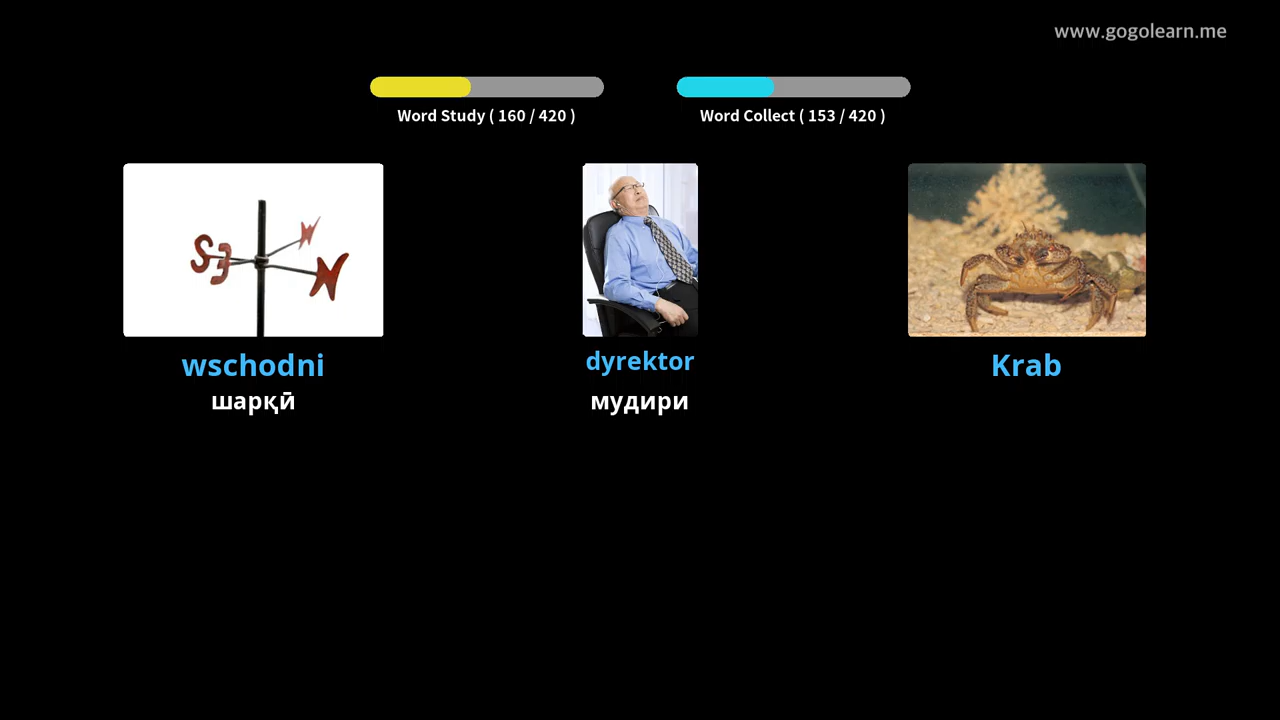 www.gogolearn.me
Word Study ( 160 / 420 )
Word Collect ( 153 / 420 )
S E N W
wschodni
dyrektor
Krab
шарқӣ
мудири